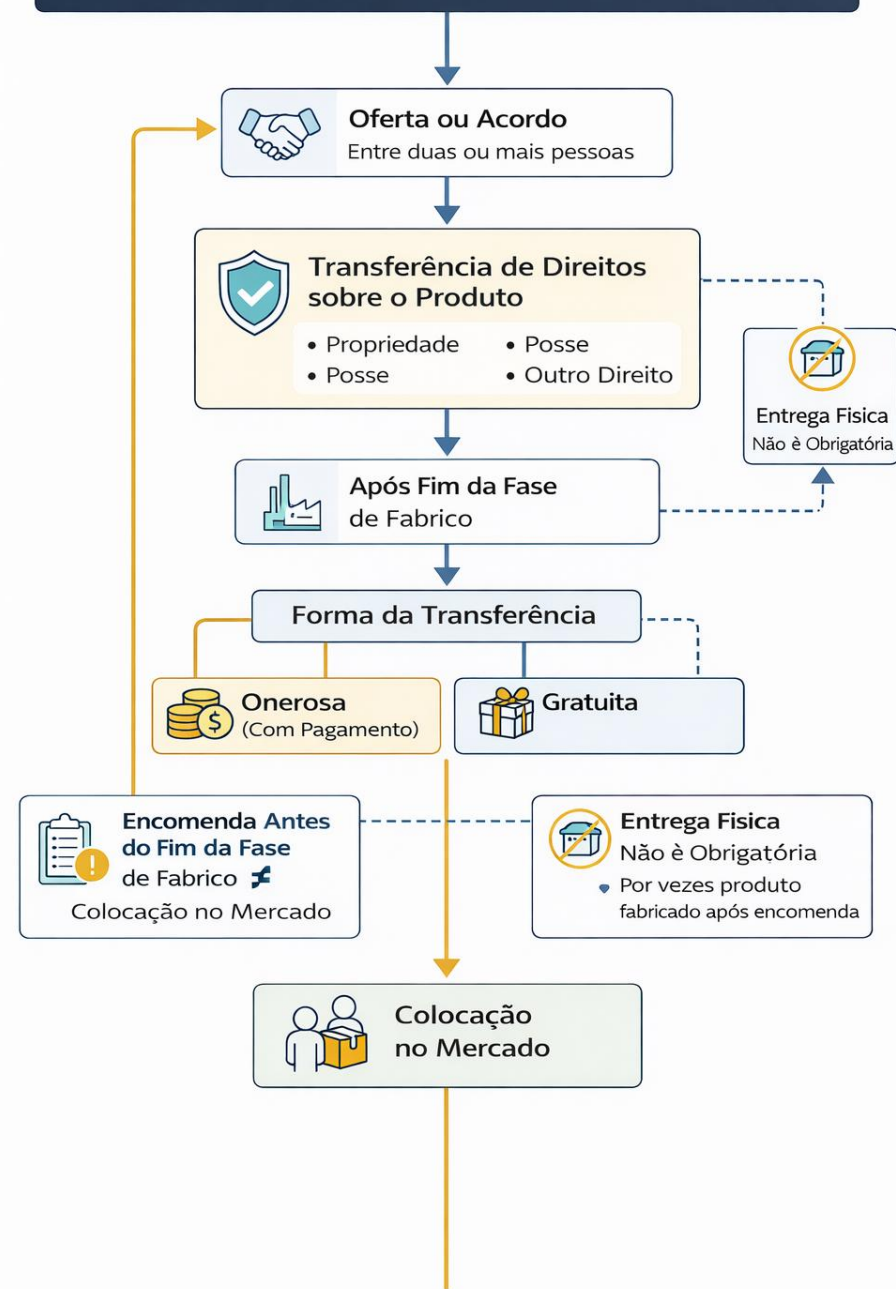 Oferta ou Acordo
Entre duas ou mais pessoas
Transferência de Direitos
sobre o Produto
• Propriedade
• Posse
• Posse
• Outro Direito
Entrega Fisica
Não è Obrigatória
Após Fim da Fase
de Fabrico
Forma da Transferência
Onerosa
(Com Pagamento)
Gratuita
Encomenda Antes
do Fim da Fase
de Fabrico ≠
Colocação no Mercado
Entrega Fisica
Não è Obrigatória
Por vezes produto
fabricado após encomenda
Colocação
no Mercado